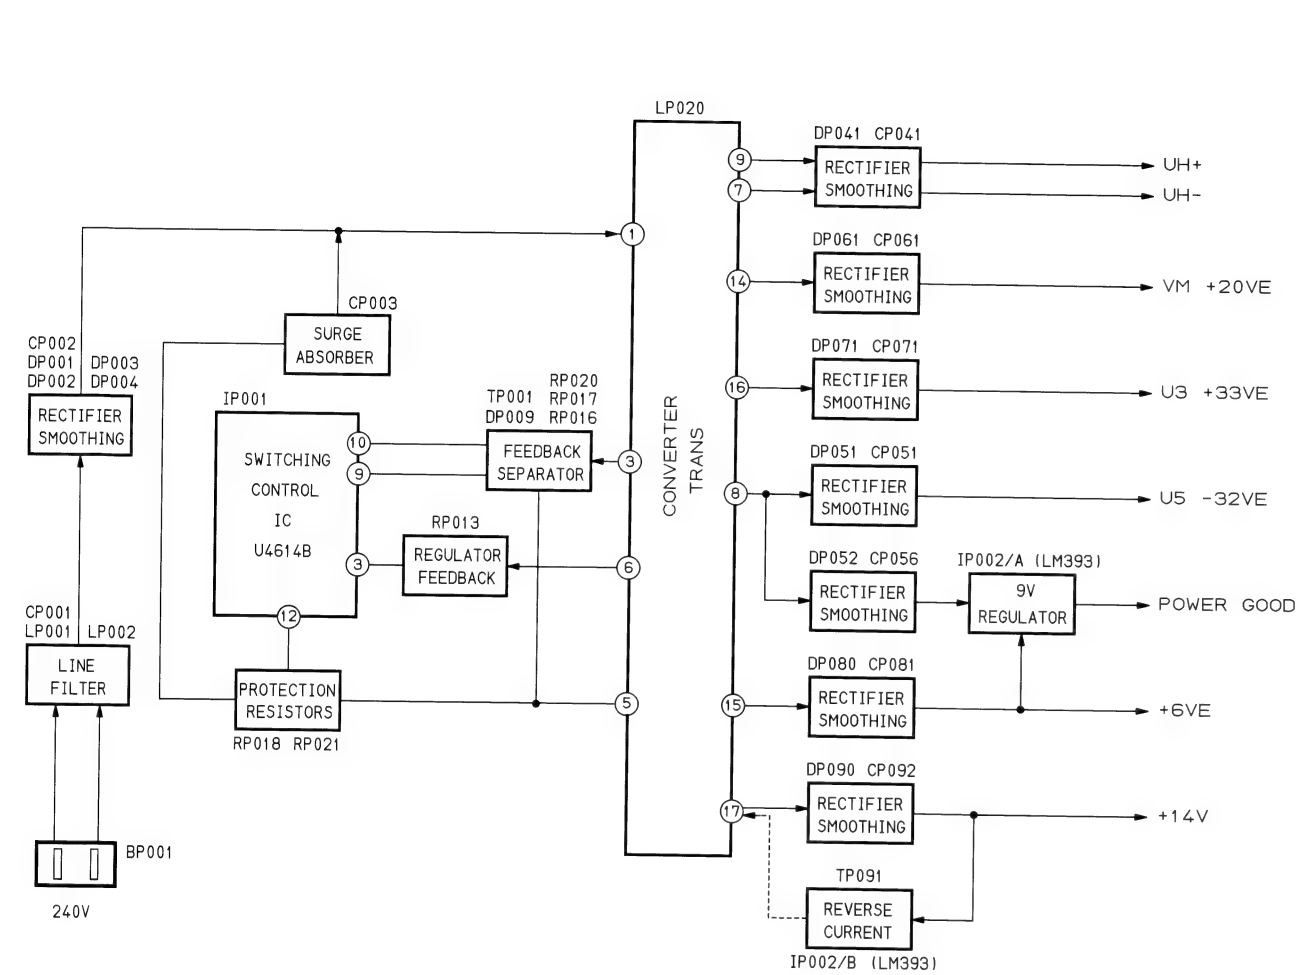 LP020
DP041 CP041
9
RECTIFIER
SMOOTHING
UH+
7
UH-
1
DP061 CP061
14
RECTIFIER
SMOOTHING
VM +20VE
CP003
SURGE
ABSORBER
CP002
DP001 DP003
DP002 DP004
RECTIFIER
SMOOTHING
DP071 CP071
16
RECTIFIER
SMOOTHING
U3 +33VE
IP001
SWITCHING
CONTROL
IC
U4614B
10
9
3
12
RP020
TP001 RP017
DP009 RP016
FEEDBACK
SEPARATOR
3
CONVERTER
TRANS
DP051 CP051
8
RECTIFIER
SMOOTHING
U5 -32VE
RP013
REGULATOR
FEEDBACK
6
DP052 CP056
RECTIFIER
SMOOTHING
IP002/A (LM393)
9V
REGULATOR
POWER GOOD
CP001
LP001 LP002
LINE
FILTER
PROTECTION
RESISTORS
RP018 RP021
5
DP080 CP081
15
RECTIFIER
SMOOTHING
+6VE
DP090 CP092
17
RECTIFIER
SMOOTHING
+14V
BP001
240V
TP091
REVERSE
CURRENT
IP002/B (LM393)